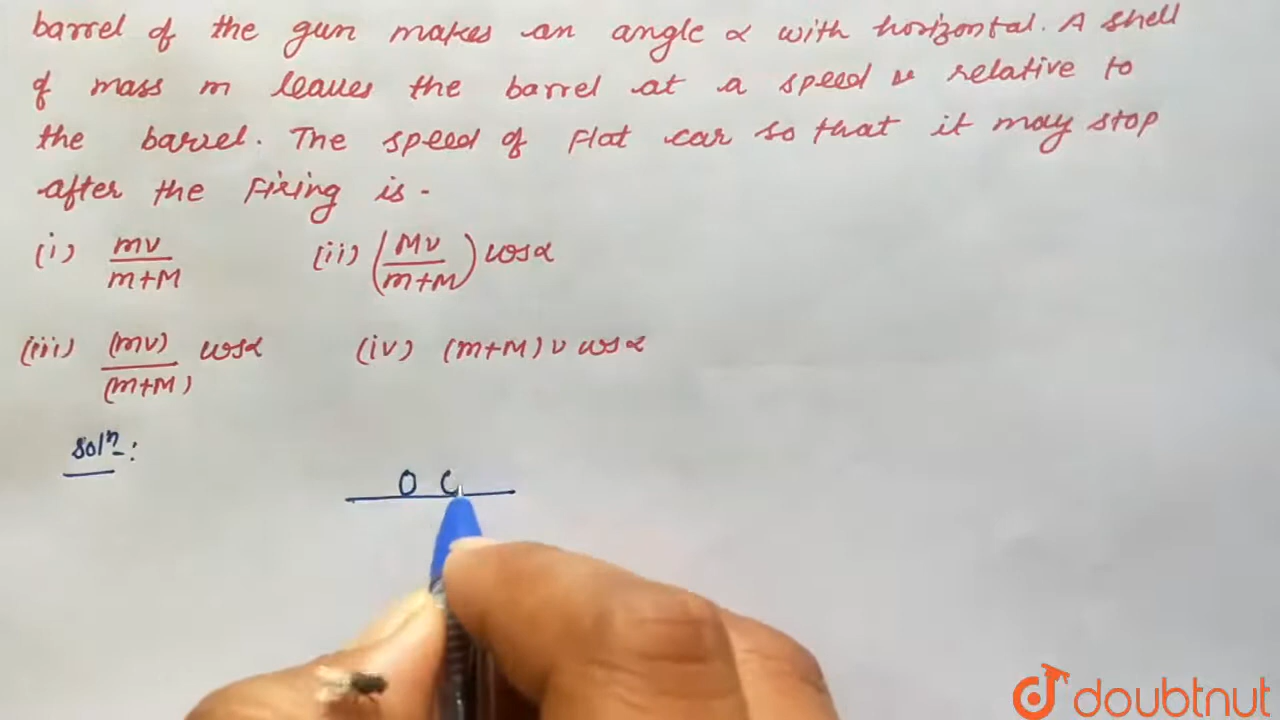 barrel of the gun makes an angle α with horizontal. A shell
of mass m leaves the barrel at a speed v relative to
the barrel. The speed of flat car so that it may stop
after the Firing is -
(i) mv/m+M (ii) (Mv/m+M) cosα
(iii) (mv)/(m+M) cosα (iv) (m+M) v cosα
Solⁿ:
doubtnut